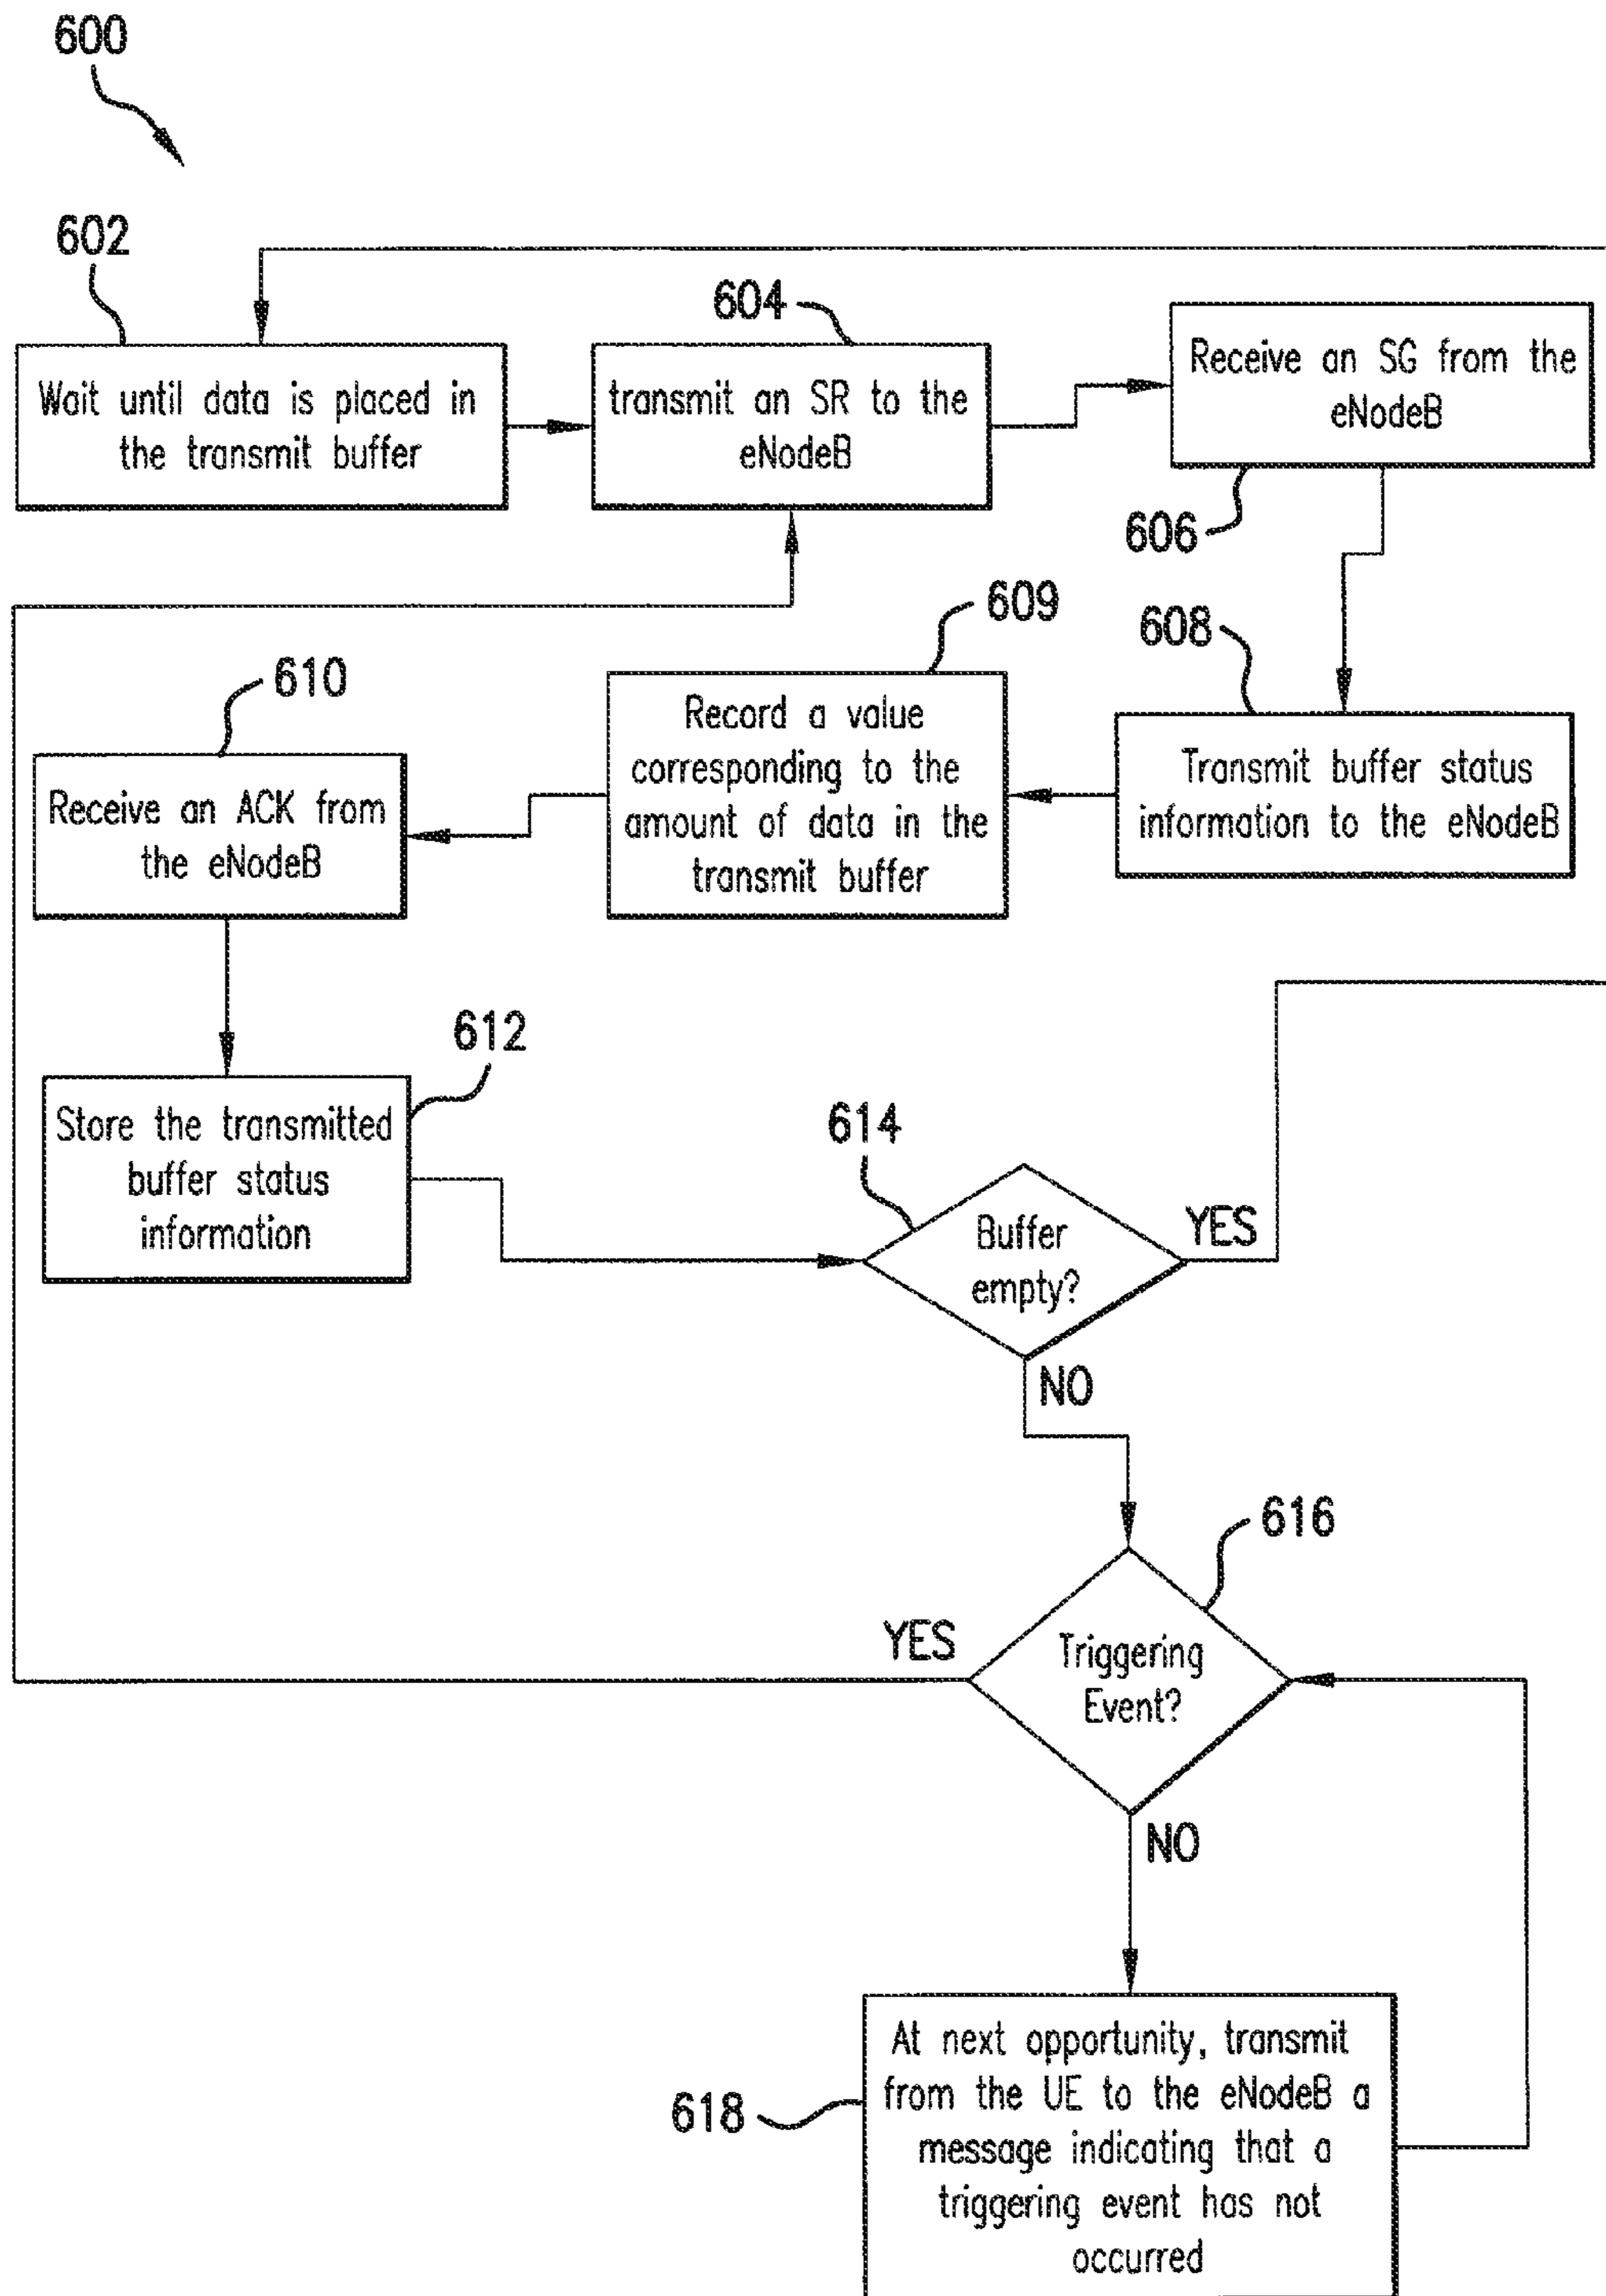 600
602
Wait until data is placed in
the transmit buffer
604
transmit an SR to the
eNodeB
Receive an SG from the
eNodeB
606
608
Transmit buffer status
information to the eNodeB
609
Record a value
corresponding to the
amount of data in the
transmit buffer
610
Receive an ACK from
the eNodeB
612
Store the transmitted
buffer status
information
614
Buffer
empty?
YES
NO
616
Triggering
Event?
YES
NO
618
At next opportunity, transmit
from the UE to the eNodeB a
message indicating that a
triggering event has not
occurred